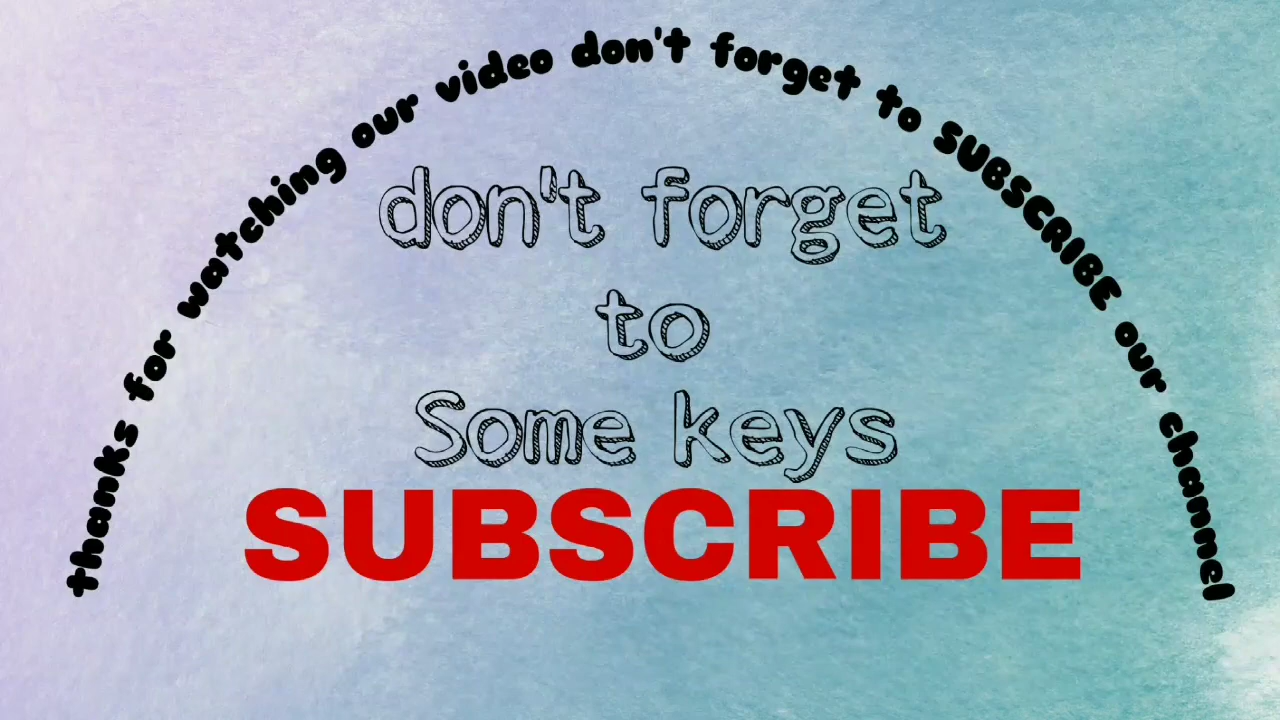 thanks for watching our video don't forget to SUBSCRIBE our channel
don't forget
to
Some keys
SUBSCRIBE